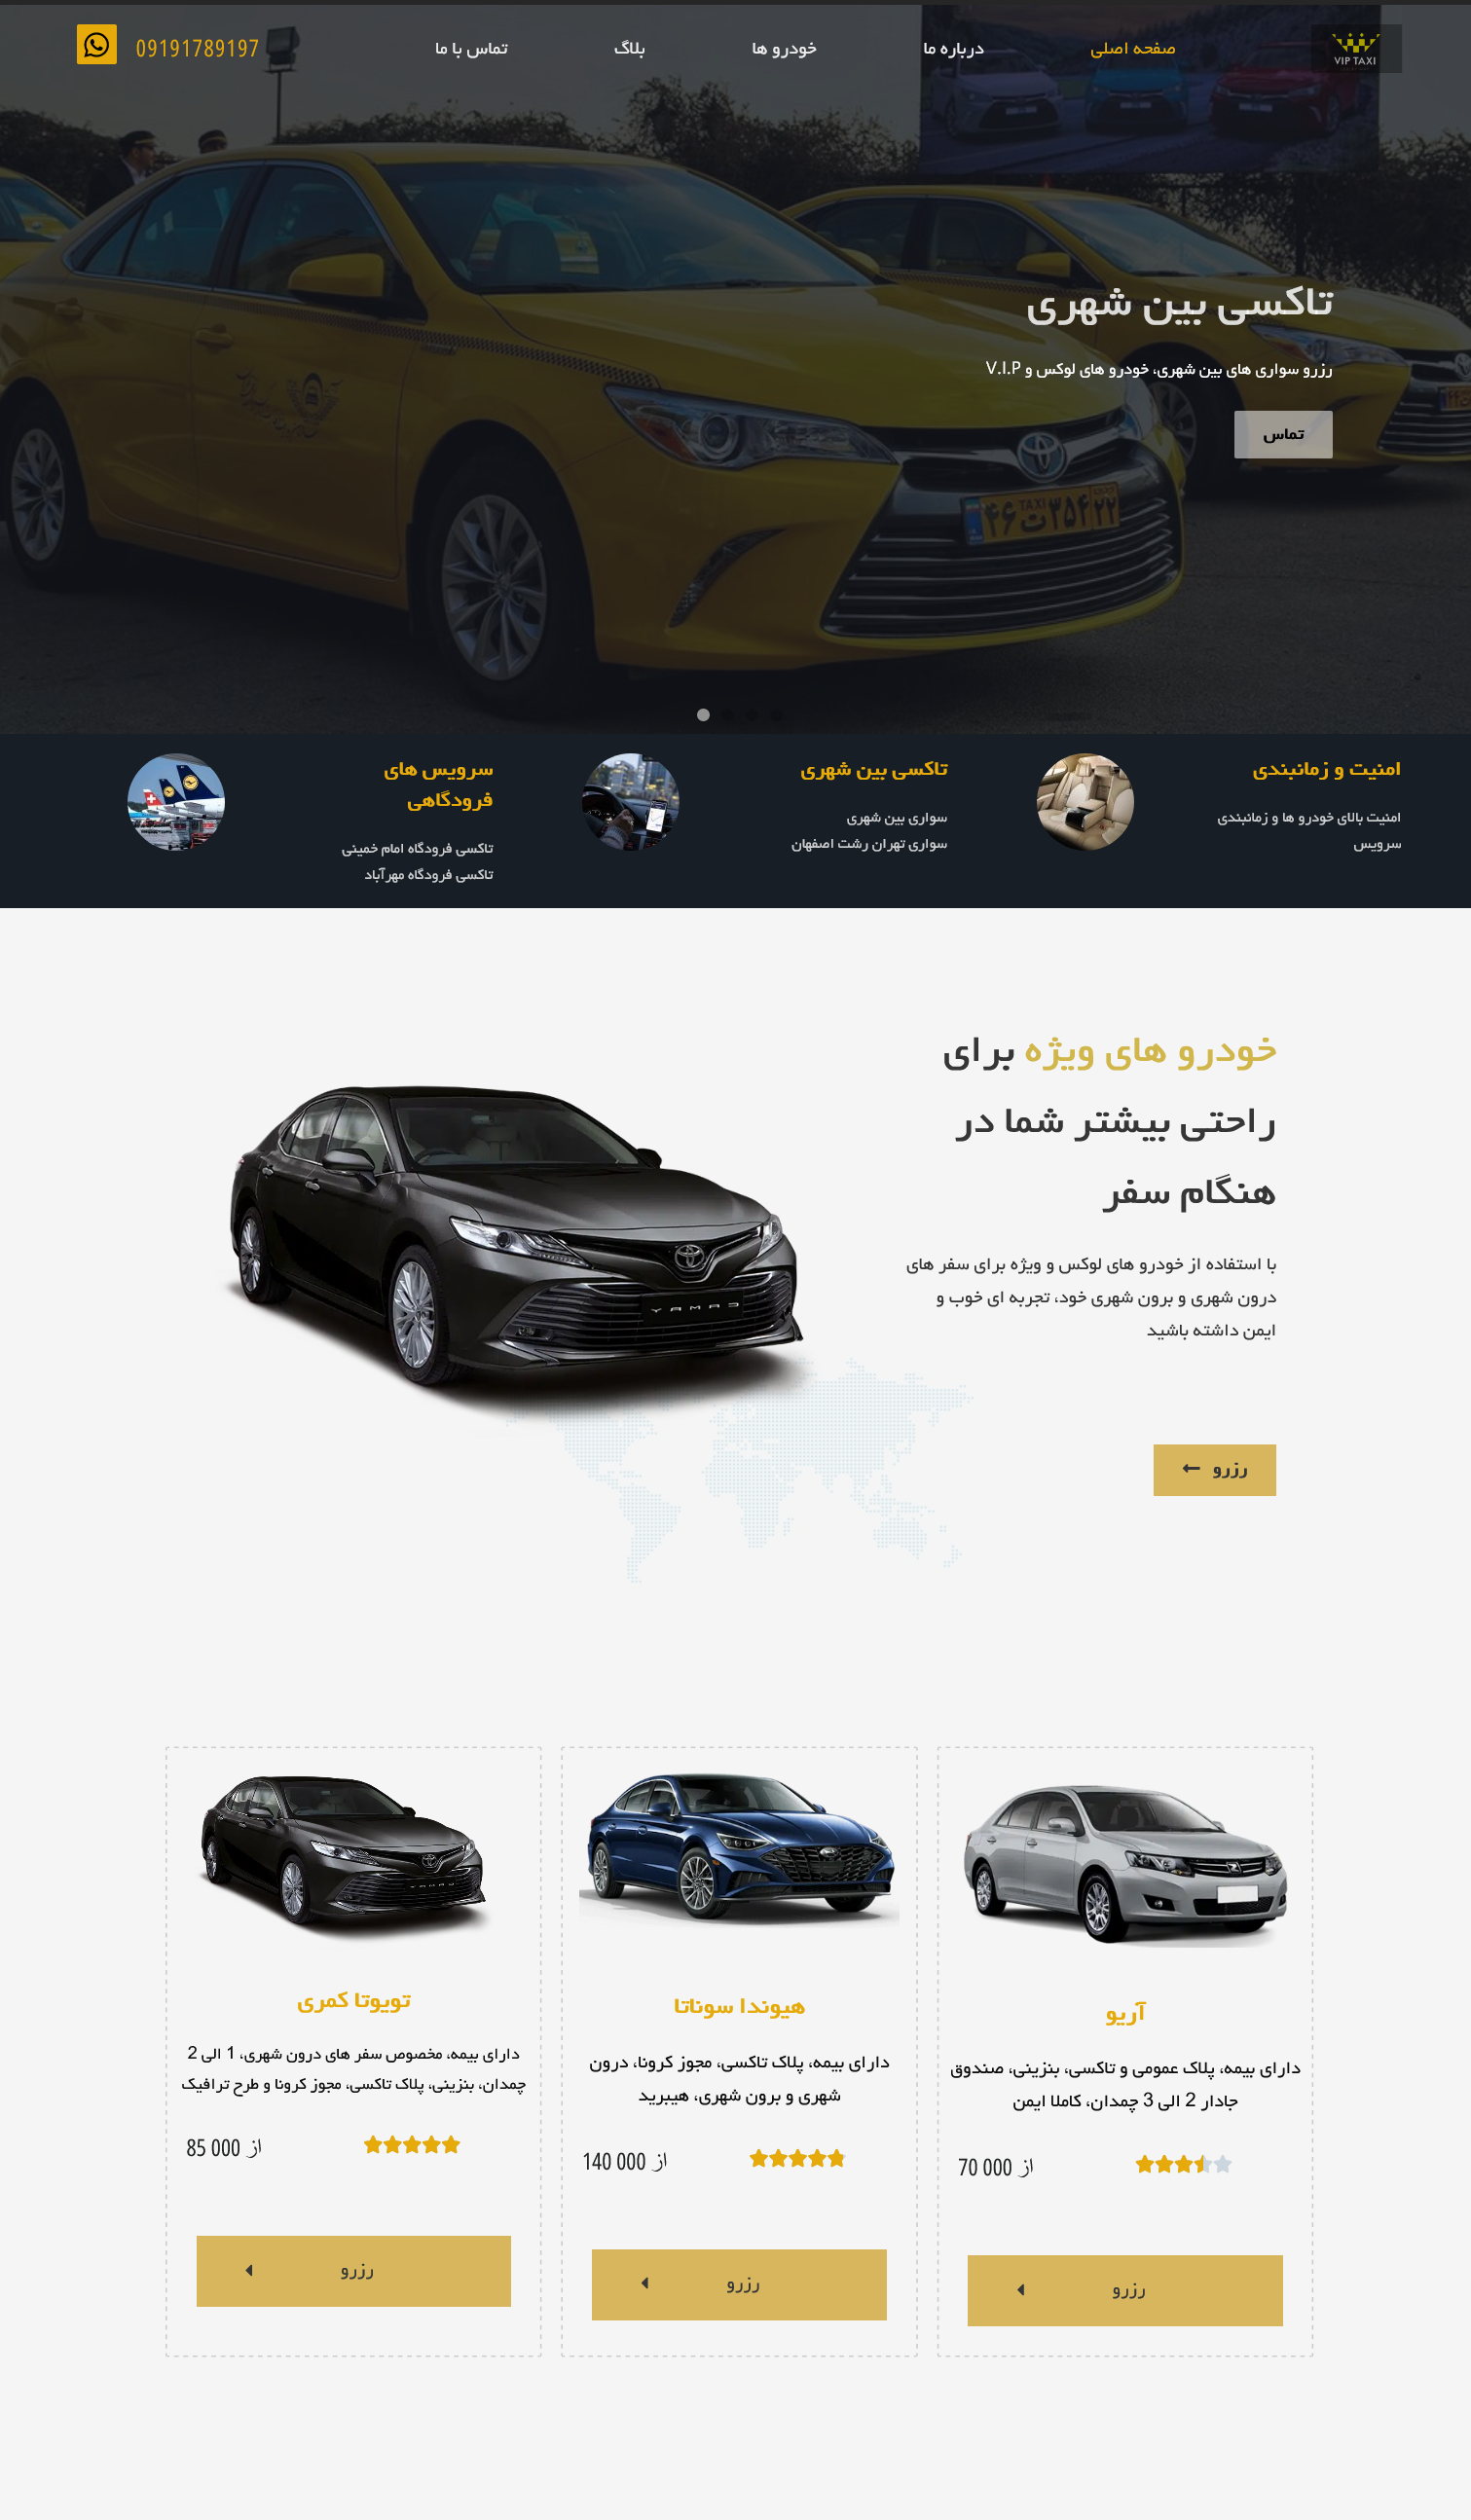 VIP TAXI
صفحه اصلی
درباره ما
خودرو ها
بلاگ
تماس با ما
09191789197
تاکسی بین شهری
رزرو سواری های بین شهری، خودرو های لوکس و V.I.P
تماس
TAXI
۴۶ت۳۵۴۲۲
امنیت و زمانبندی
امنیت بالای خودرو ها و زمانبندی
سرویس
تاکسی بین شهری
سواری بین شهری
سواری تهران رشت اصفهان
سرویس های
فرودگاهی
تاکسی فرودگاه امام خمینی
تاکسی فرودگاه مهرآباد
خودرو های ویژه برای
راحتی بیشتر شما در
هنگام سفر
با استفاده از خودرو های لوکس و ویژه برای سفر های
درون شهری و برون شهری خود، تجربه ای خوب و
ایمن داشته باشید
رزرو
آریو
دارای بیمه، پلاک عمومی و تاکسی، بنزینی، صندوق
جادار 2 الی 3 چمدان، کاملا ایمن
از 000 70
رزرو
هیوندا سوناتا
دارای بیمه، پلاک تاکسی، مجوز کرونا، درون
شهری و برون شهری، هیبرید
از 000 140
رزرو
تویوتا کمری
دارای بیمه، مخصوص سفر های درون شهری، 1 الی 2
چمدان، بنزینی، پلاک تاکسی، مجوز کرونا و طرح ترافیک
از 000 85
رزرو